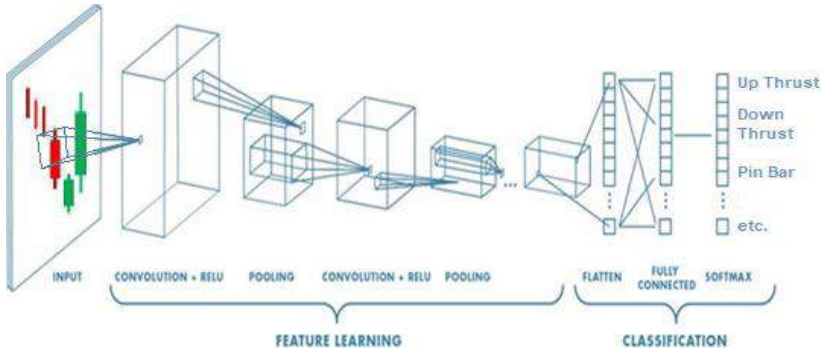 Up Thrust
Down
Thrust
Pin Bar
etc.
...
INPUT
CONVOLUTION + RELU
POOLING
CONVOLUTION + RELU
POOLING
FLATTEN
FULLY
CONNECTED
SOFTMAX
FEATURE LEARNING
CLASSIFICATION